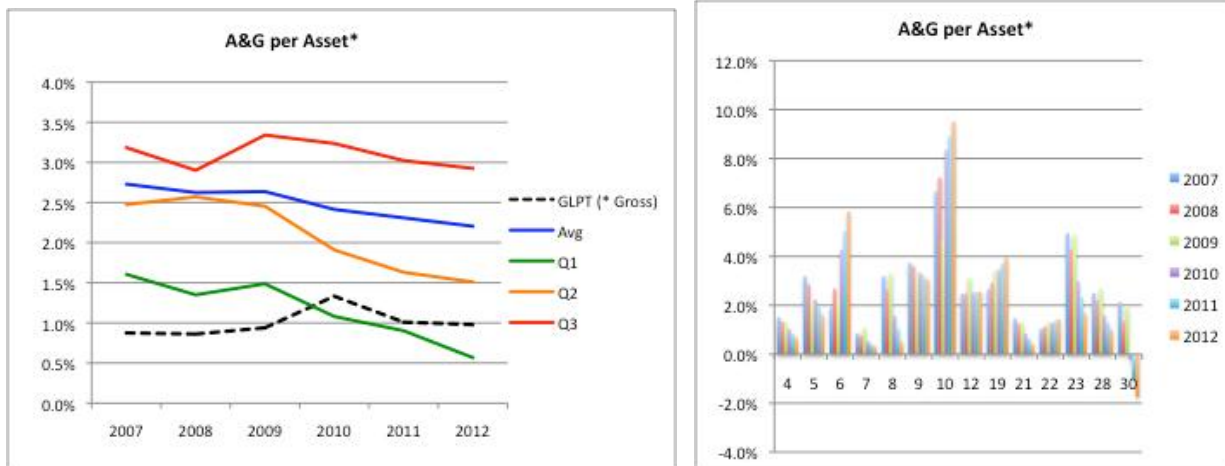 A&G per Asset*
4.0%
3.5%
3.0%
2.5%
2.0%
1.5%
1.0%
0.5%
0.0%
2007 2008 2009 2010 2011 2012
GLPT (* Gross)
Avg
Q1
Q2
Q3
A&G per Asset*
12.0%
10.0%
8.0%
6.0%
4.0%
2.0%
0.0%
-2.0%
-4.0%
4 5 6 7 8 9 10 12 19 21 22 23 28 30
2007
2008
2009
2010
2011
2012